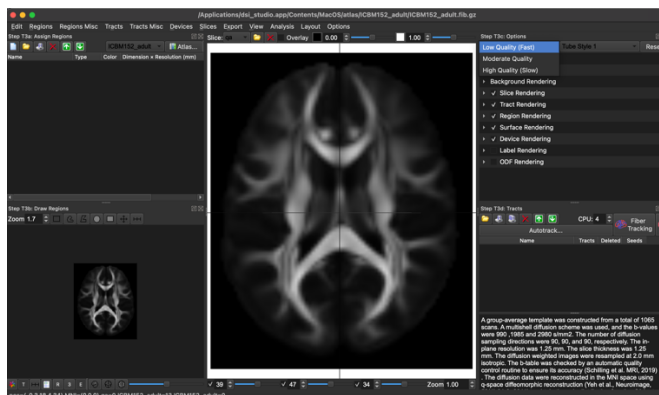 /Applications/dsi_studio.app/Contents/MacOS/atlas/ICBM152_adult/ICBM152_adult.fib.gz
Edit Regions Regions Misc Tracts Tracts Misc Devices Slices Export View Analysis Layout Options
Step T3a: Assign Regions
ICBM152_adult
Atlas...
Name Type Color Dimension x Resolution (mm)
Slice:
Overlay 0.00 1.00
Step T3c: Options
Low Quality (Fast)
Moderate Quality
High Quality (Slow)
Tube Style 1
Rese
Background Rendering
Slice Rendering
Tract Rendering
Region Rendering
Surface Rendering
Device Rendering
Label Rendering
ODF Rendering
Step T3b: Draw Regions
Zoom 1.7
Step T3d: Tracts
CPU: 4
Fiber
Tracking
Autotrack...
Name Tracts Deleted Seeds
A group-average template was constructed from a total of 1065
scans. A multishell diffusion scheme was used, and the b-values
were 990 ,1985 and 2980 s/mm2. The number of diffusion
sampling directions were 90, 90, and 90, respectively. The in-
plane resolution was 1.25 mm. The slice thickness was 1.25
mm. The diffusion weighted images were resampled at 2.0 mm
isotropic. The b-table was checked by an automatic quality
control routine to ensure its accuracy (Schilling et al. MRI, 2019)
. The diffusion data were reconstructed in the MNI space using
q-space diffeomorphic reconstruction (Yeh et al., Neuroimage,
39 47 34 Zoom 1.00